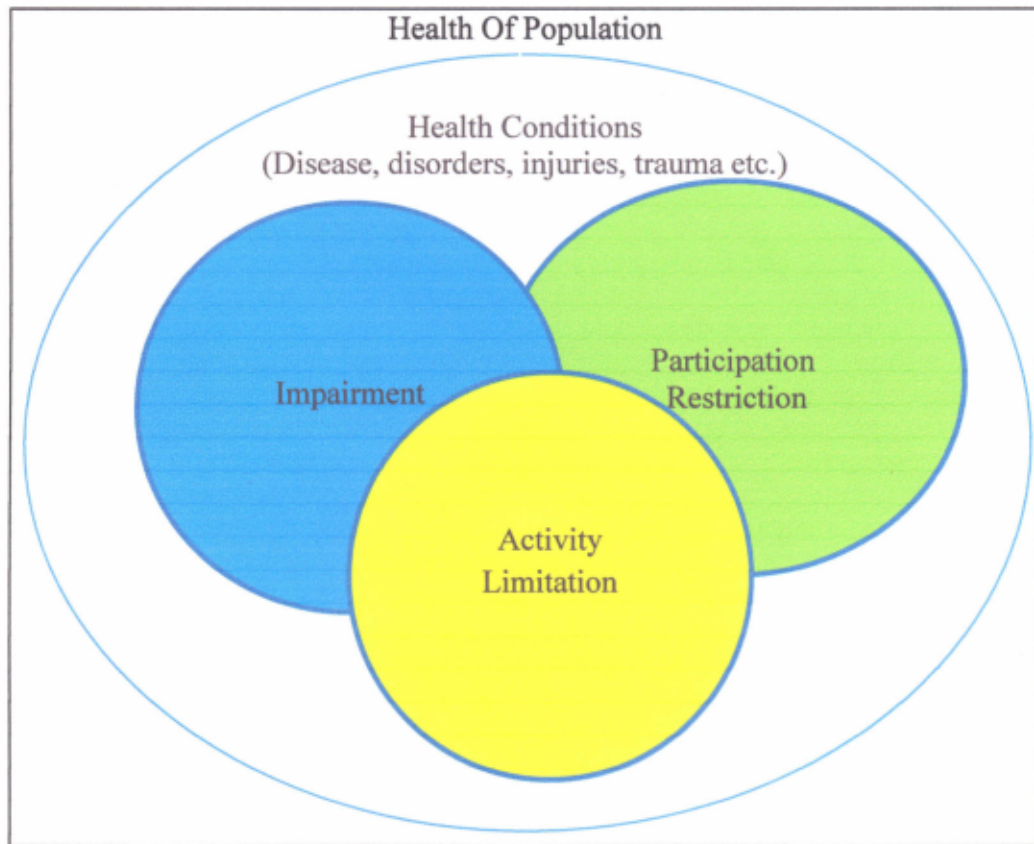 Health Of Population
Health Conditions
(Disease, disorders, injuries, trauma etc.)
Impairment
Participation
Restriction
Activity
Limitation